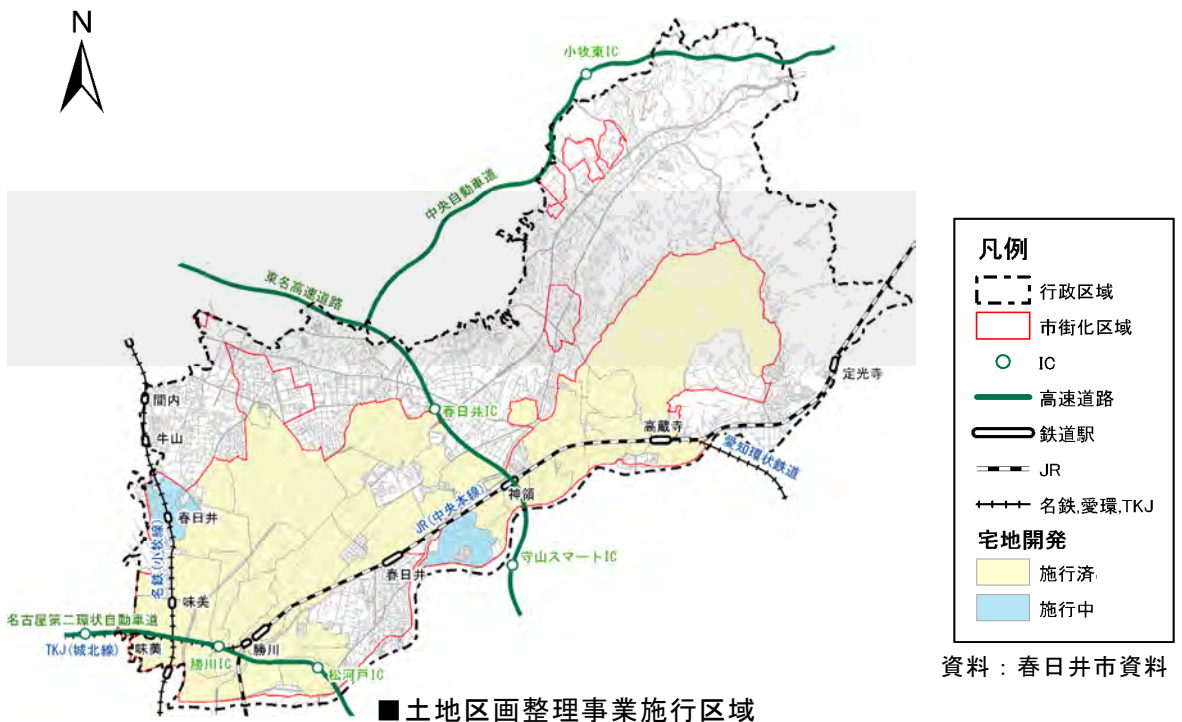 N
小牧東IC
中央自動車道
東名高速道路
間内
牛山
春日井IC
定光寺
高蔵寺
愛知環状鉄道
神領
JR(中央本線)
春日井
名鉄(小牧線)
春日井
守山スマートIC
味美
名古屋第二環状自動車道
TKJ(城北線)
味美
勝川IC
勝川
松河戸IC
凡例
行政区域
市街化区域
IC
高速道路
鉄道駅
JR
名鉄,愛環,TKJ
宅地開発
施行済
施行中
資料：春日井市資料
■土地区画整理事業施行区域